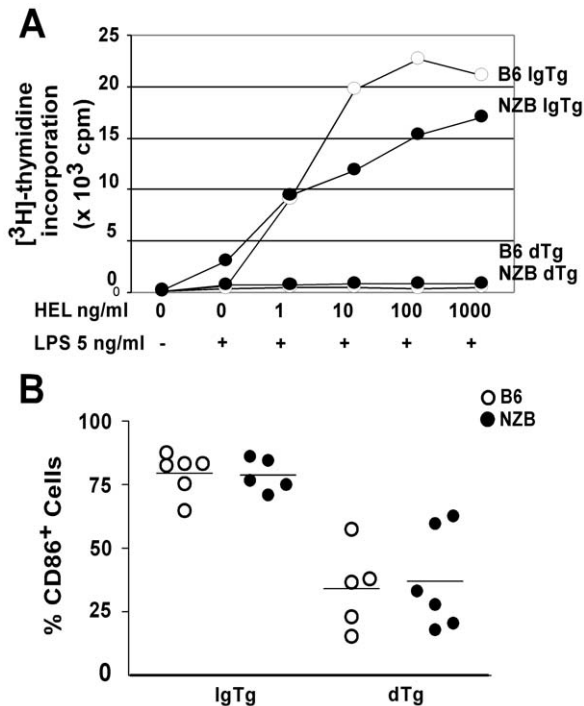 A
[³H]-thymidine
incorporation
(x 10³ cpm)
25
20
15
10
5
0
0
B6 IgTg
NZB IgTg
B6 dTg
NZB dTg
HEL ng/ml 0 0 1 10 100 1000
LPS 5 ng/ml - + + + + +
B
% CD86⁺ Cells
100
75
50
25
0
B6
NZB
IgTg dTg